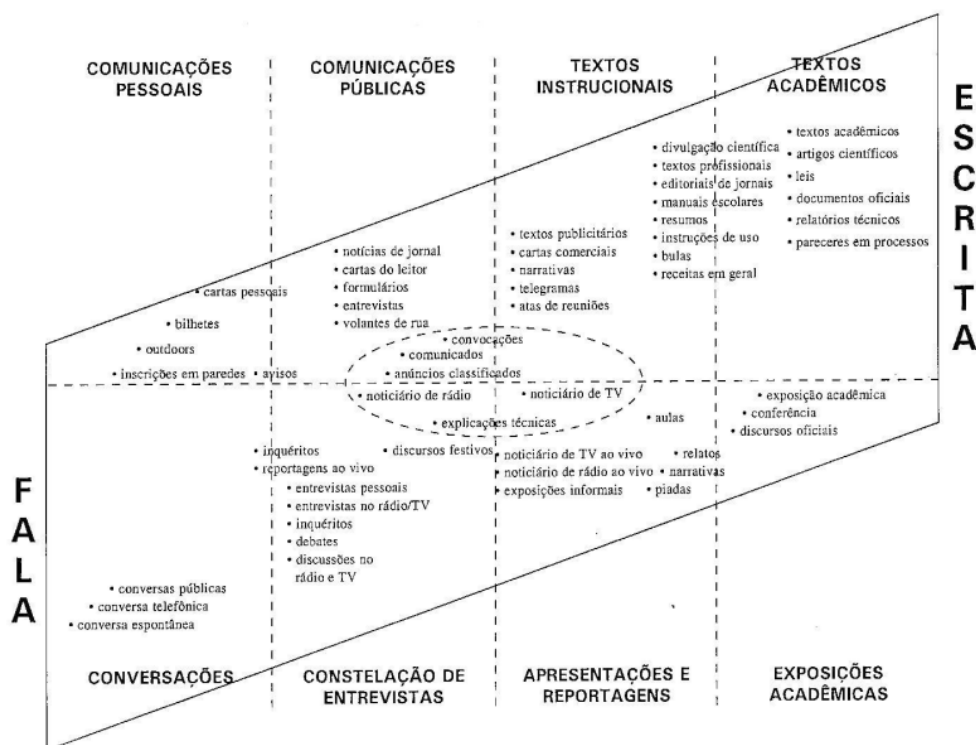 COMUNICAÇÕES
PESSOAIS
COMUNICAÇÕES
PÚBLICAS
TEXTOS
INSTRUCIONAIS
TEXTOS
ACADÊMICOS
ESCRITA
• cartas pessoais
• bilhetes
• outdoors
• inscrições em paredes
• avisos
• notícias de jornal
• cartas do leitor
• formulários
• entrevistas
• volantes de rua
• textos publicitários
• cartas comerciais
• narrativas
• telegramas
• atas de reuniões
• divulgação científica
• textos profissionais
• editoriais de jornais
• manuais escolares
• resumos
• instruções de uso
• bulas
• receitas em geral
• textos acadêmicos
• artigos científicos
• leis
• documentos oficiais
• relatórios técnicos
• pareceres em processos
• convocações
• comunicados
• anúncios classificados
• noticiário de rádio
• noticiário de TV
• explicações técnicas
• exposição acadêmica
• conferência
• discursos oficiais
• aulas
• inquéritos
• reportagens ao vivo
• discursos festivos
• entrevistas pessoais
• entrevistas no rádio/TV
• inquéritos
• debates
• discussões no
rádio e TV
• noticiário de TV ao vivo
• noticiário de rádio ao vivo
• exposições informais
• relatos
• narrativas
• piadas
FALA
• conversas públicas
• conversa telefônica
• conversa espontânea
CONVERSAÇÕES
CONSTELAÇÃO DE
ENTREVISTAS
APRESENTAÇÕES E
REPORTAGENS
EXPOSIÇÕES
ACADÊMICAS